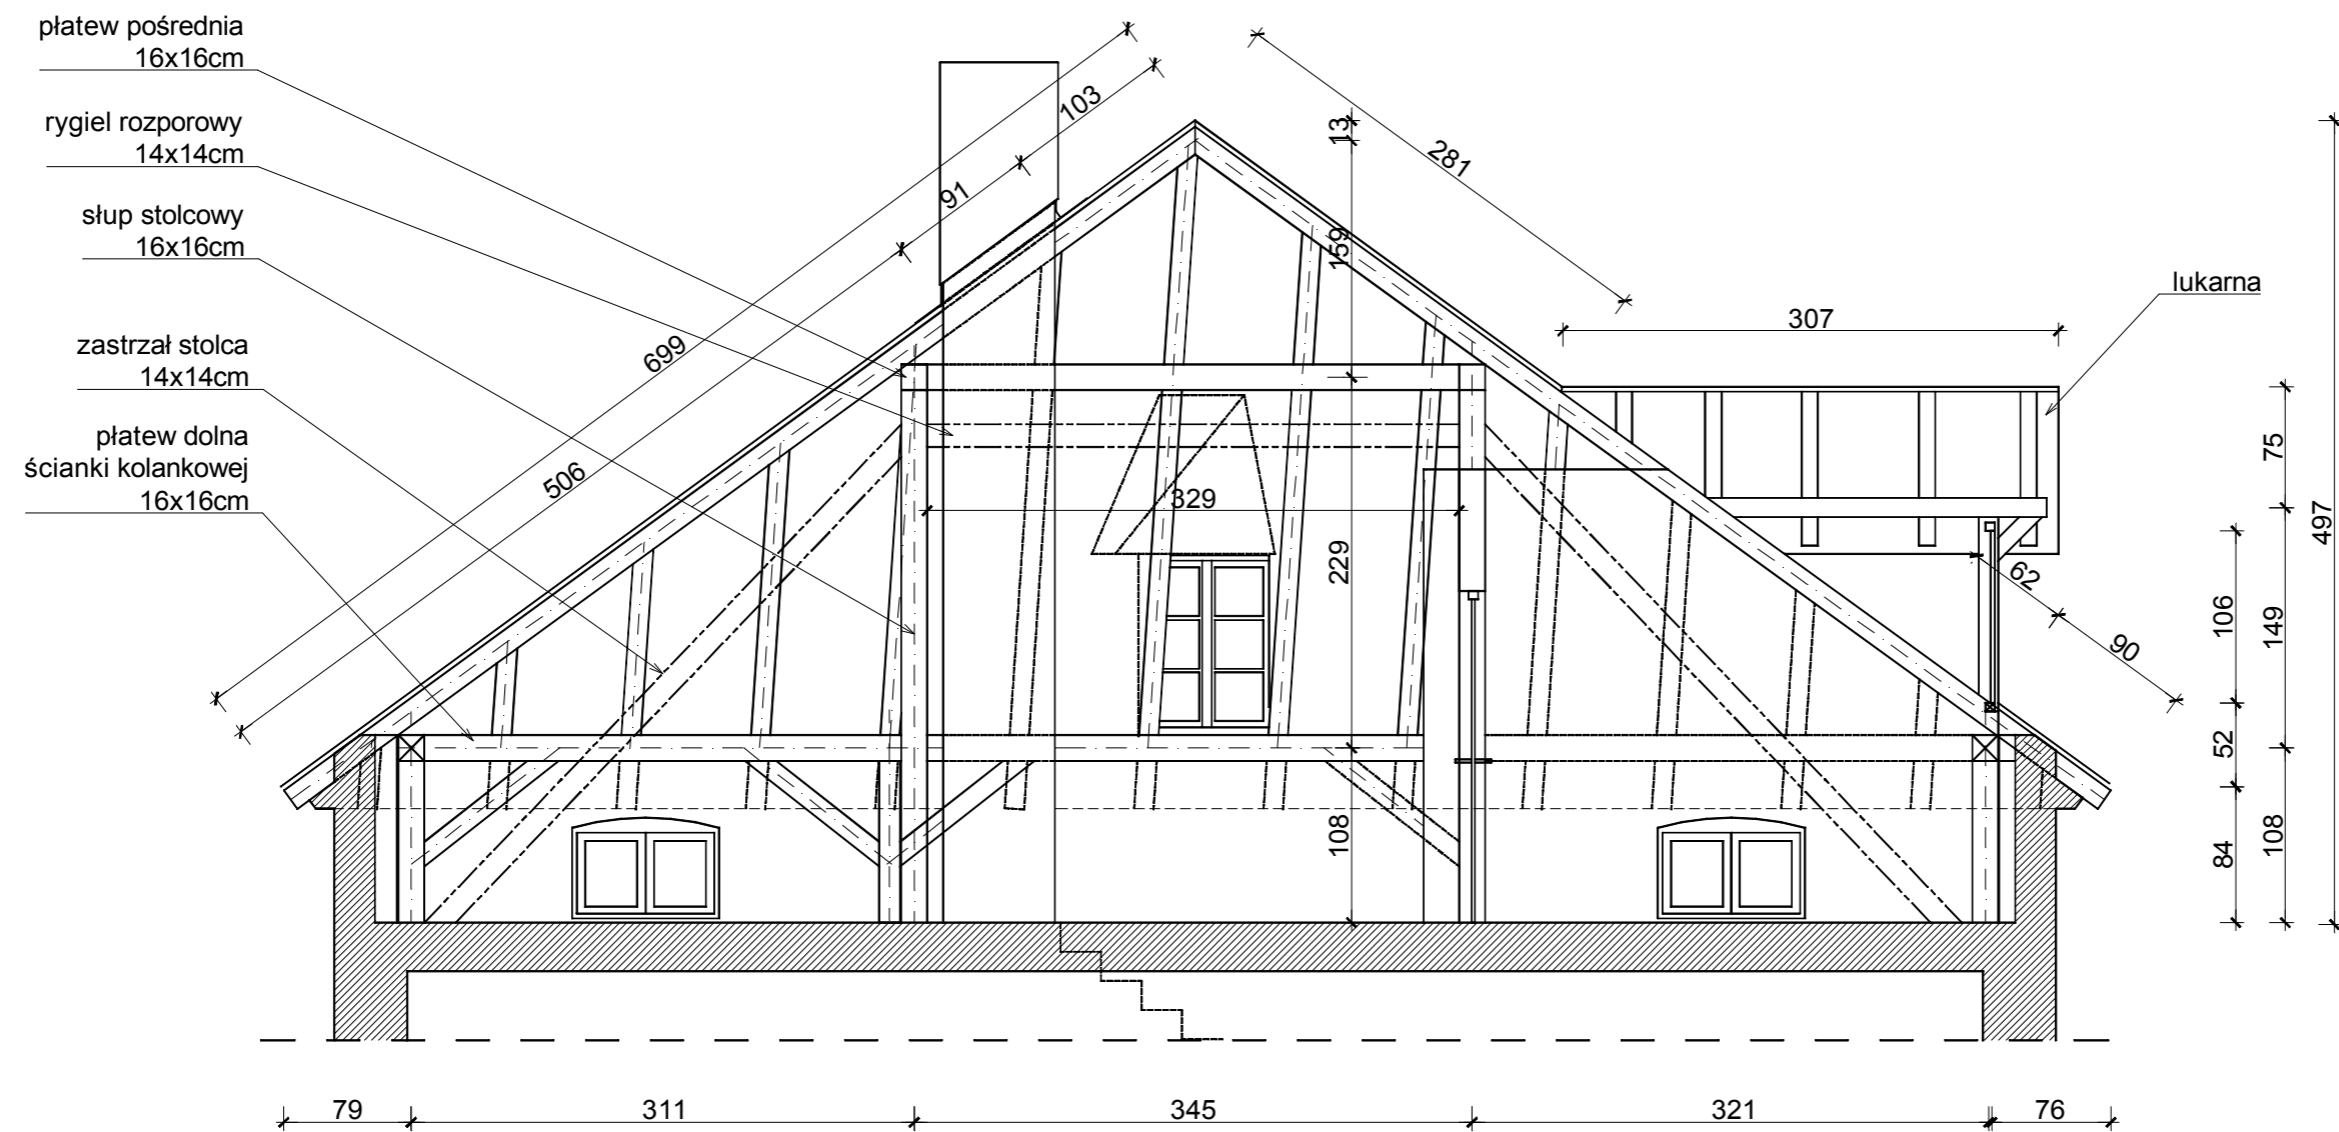 płatew pośrednia
16x16cm
rygiel rozporowy
14x14cm
słup stolcowy
16x16cm
zastrzał stolca
14x14cm
płatew dolna
ścianki kolankowej
16x16cm
699
506
91
103
281
13
159
229
108
329
lukarna
307
62
90
75
149
108
106
52
84
497
79
311
345
321
76